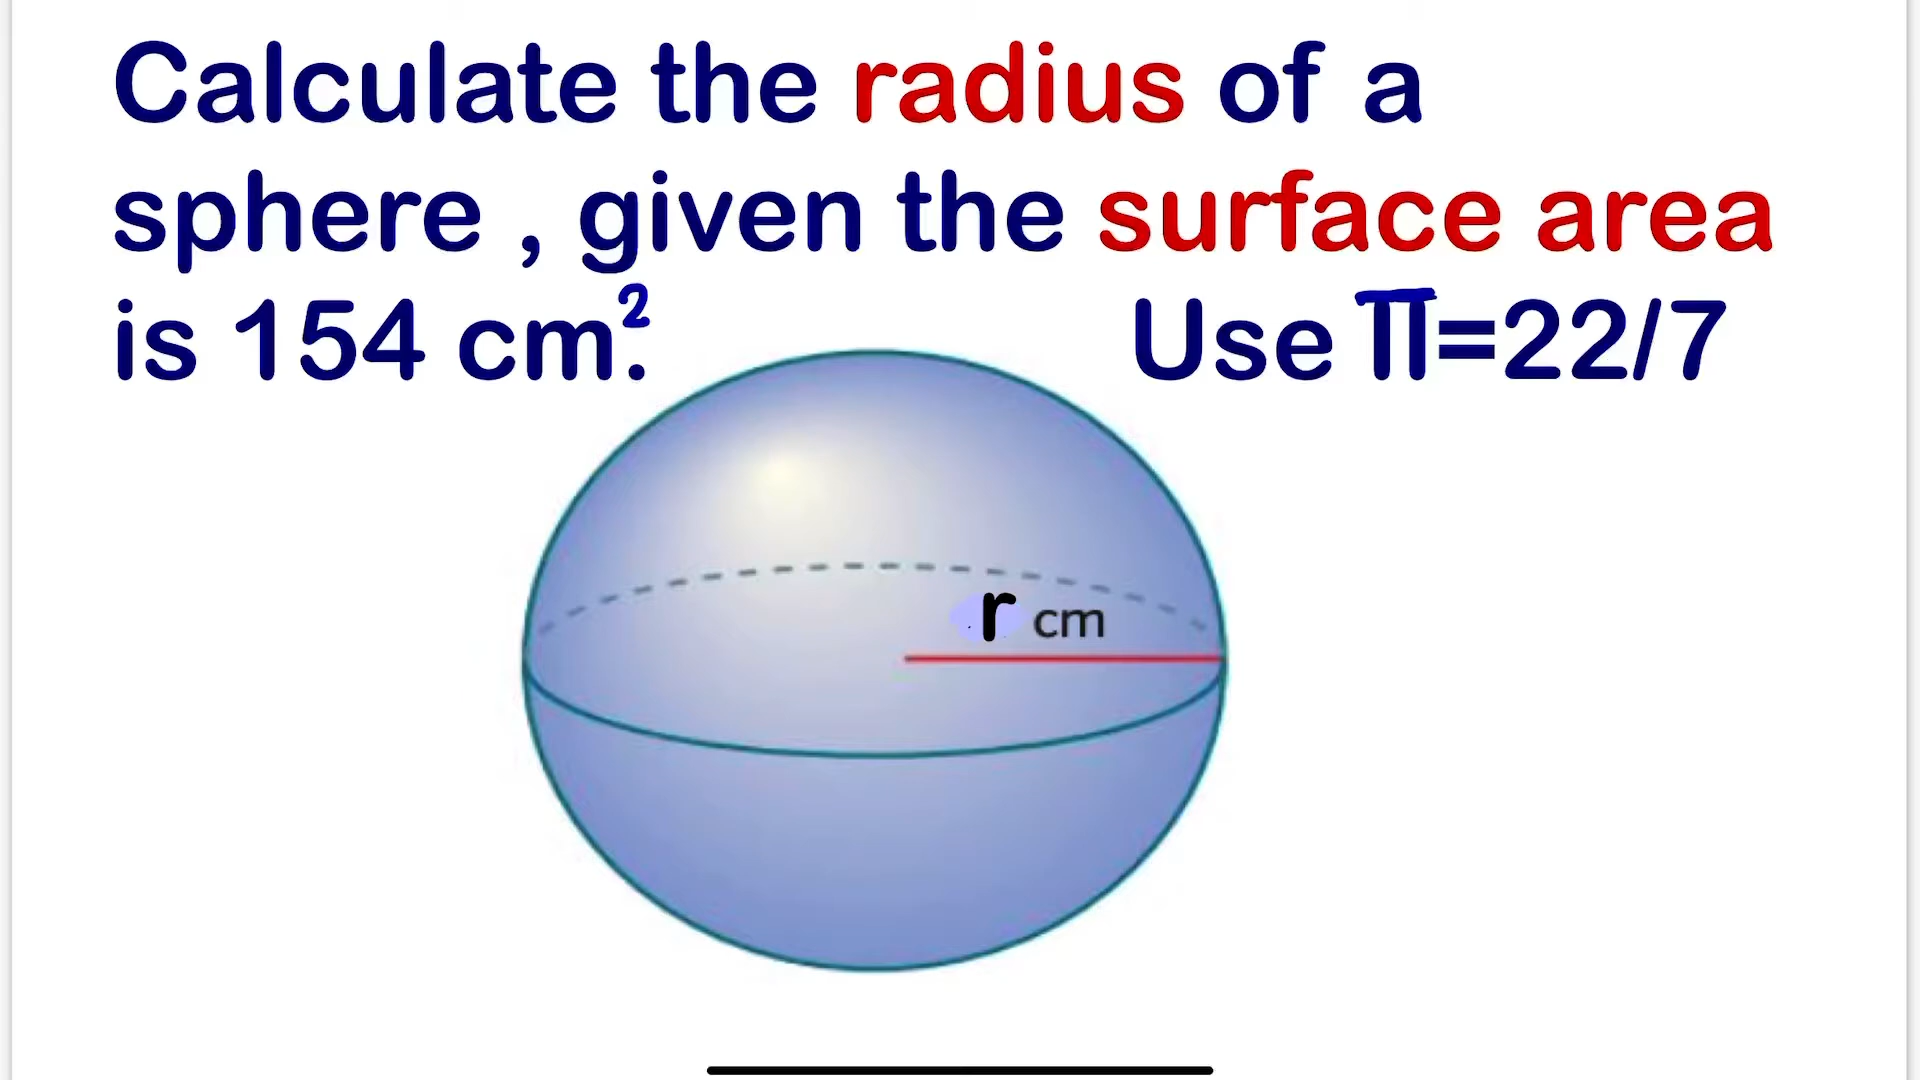 Calculate the radius of a
sphere , given the surface area
is 154 cm². Use π=22/7
r cm